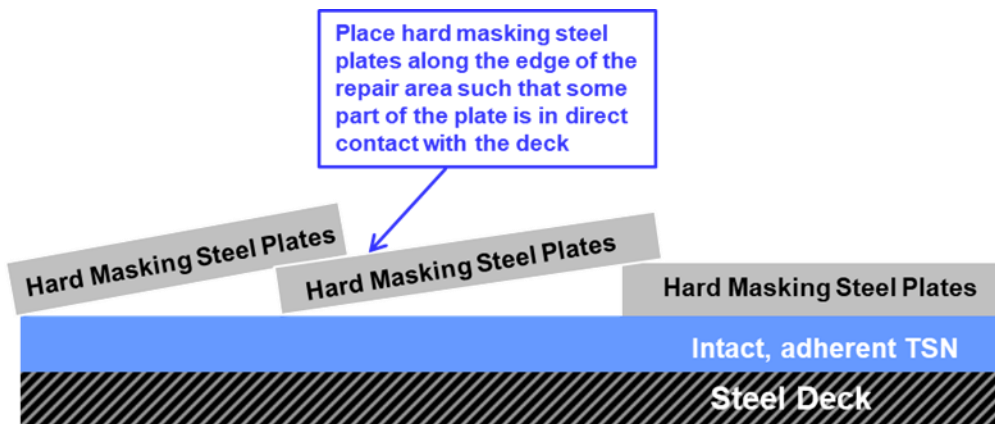 Place hard masking steel
plates along the edge of the
repair area such that some
part of the plate is in direct
contact with the deck
Hard Masking Steel Plates
Hard Masking Steel Plates
Hard Masking Steel Plates
Intact, adherent TSN
Steel Deck